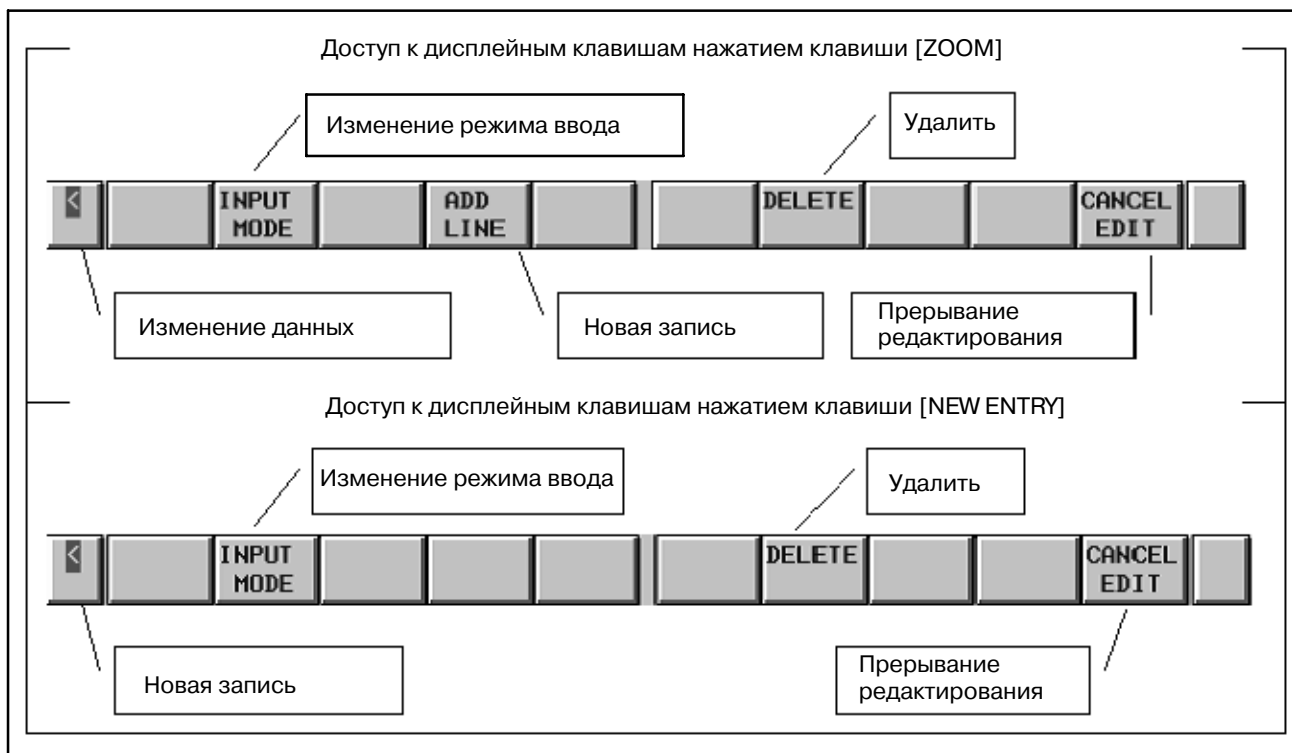 Доступ к дисплейным клавишам нажатием клавиши [ZOOM]
Изменение режима ввода
Удалить
<
INPUT
MODE
ADD
LINE
DELETE
CANCEL
EDIT
Изменение данных
Новая запись
Прерывание
редактирования
Доступ к дисплейным клавишам нажатием клавиши [NEW ENTRY]
Изменение режима ввода
Удалить
<
INPUT
MODE
DELETE
CANCEL
EDIT
Новая запись
Прерывание
редактирования